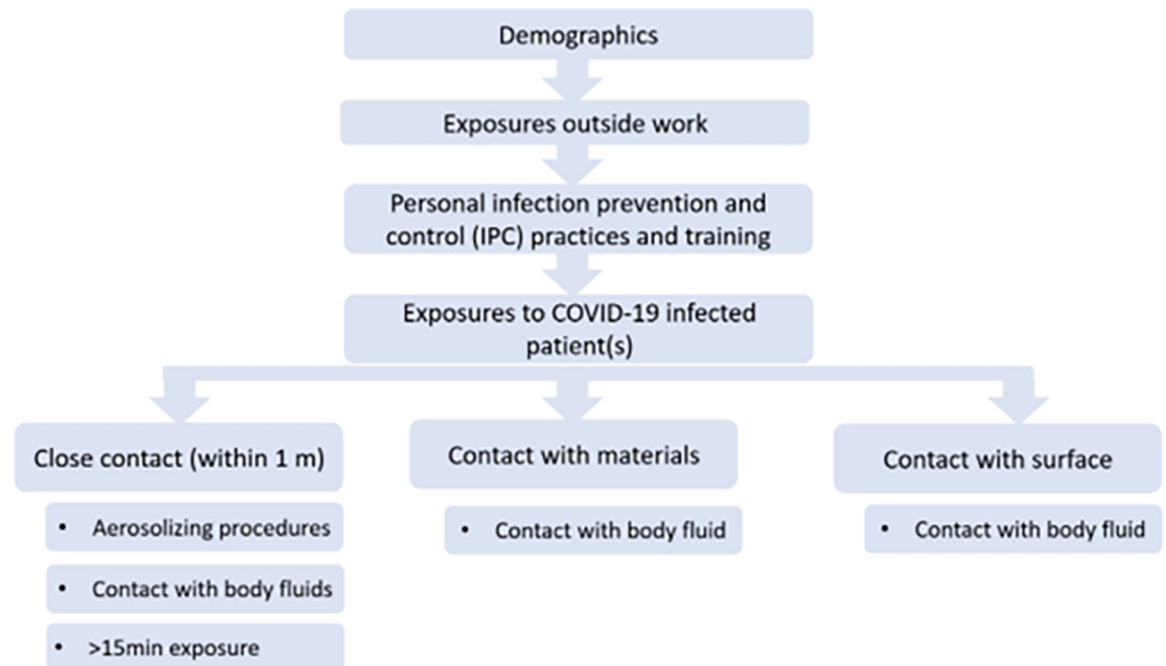 Demographics
Exposures outside work
Personal infection prevention and
control (IPC) practices and training
Exposures to COVID-19 infected
patient(s)
Close contact (within 1 m)
• Aerosolizing procedures
• Contact with body fluids
• >15min exposure
Contact with materials
• Contact with body fluid
Contact with surface
• Contact with body fluid